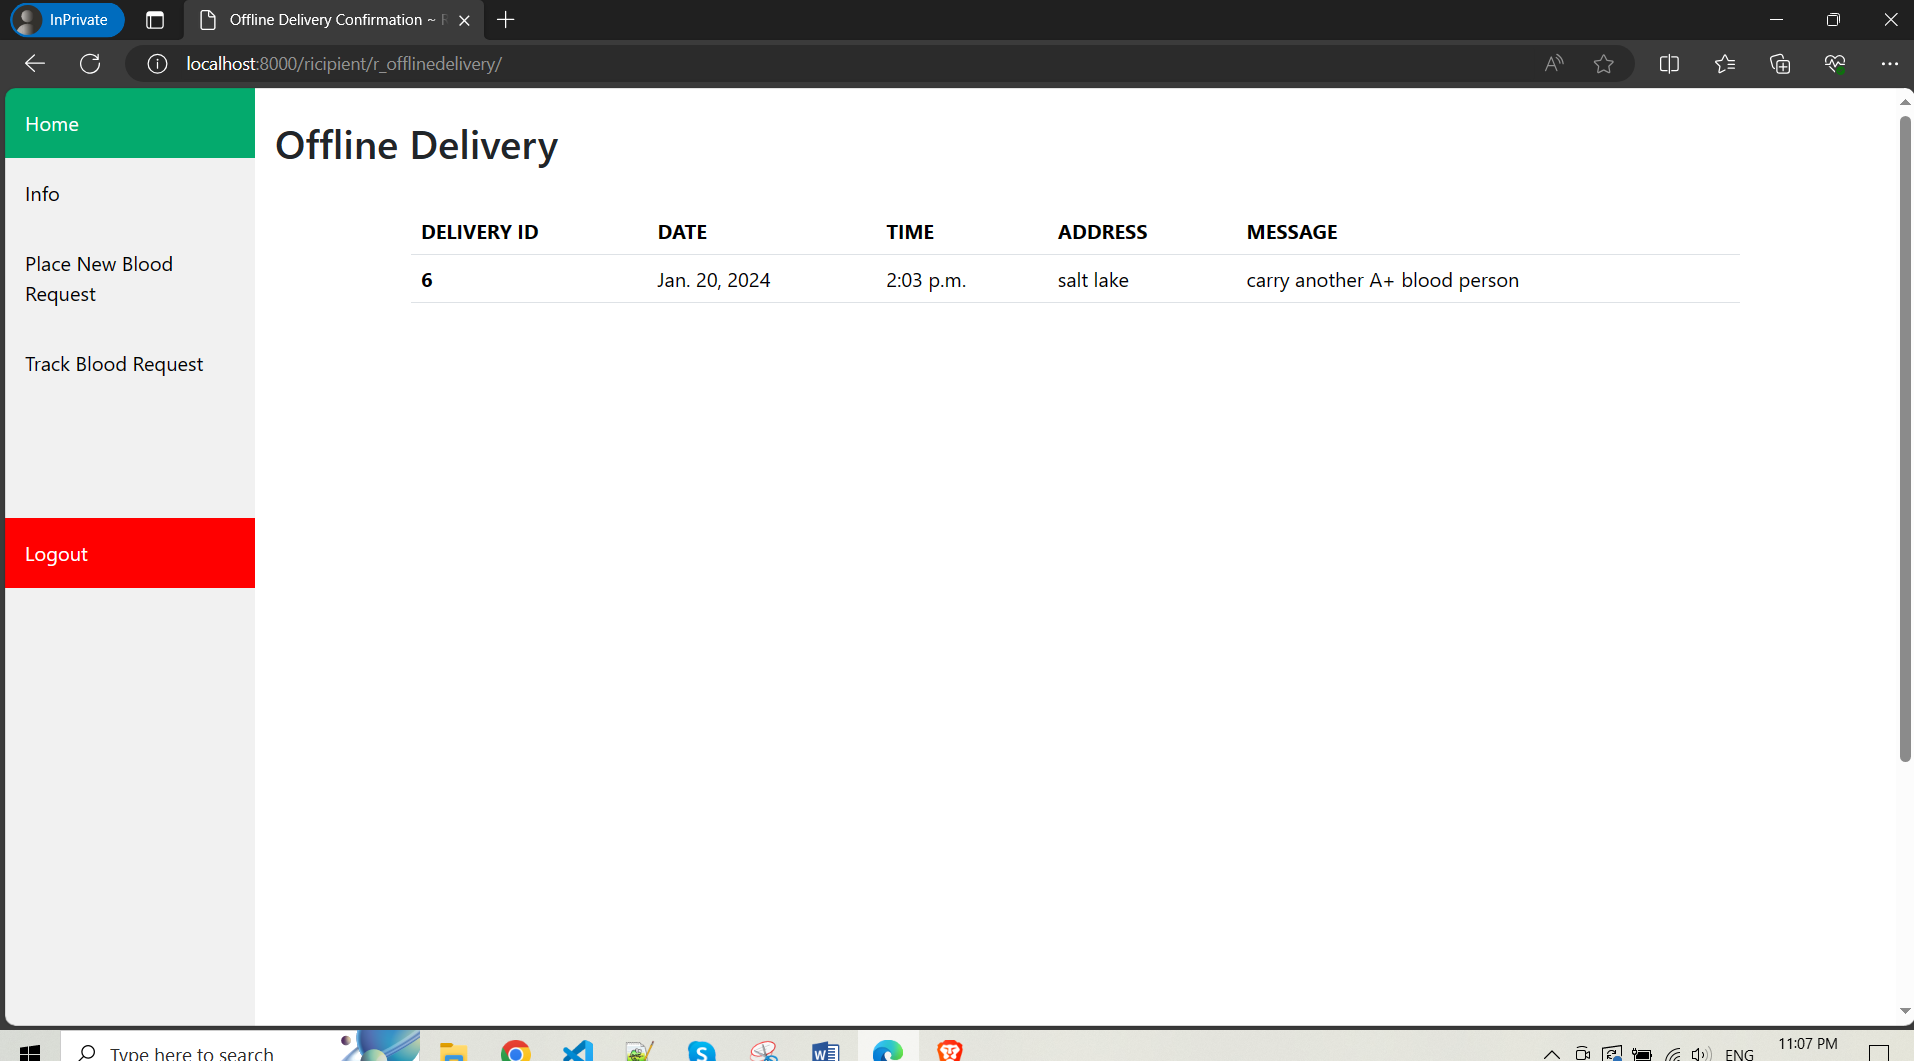 InPrivate
Offline Delivery Confirmation ~
localhost:8000/ricipient/r_offlinedelivery/
Home
Info
Place New Blood
Request
Track Blood Request
Logout
Offline Delivery
DELIVERY ID DATE TIME ADDRESS MESSAGE
6 Jan. 20, 2024 2:03 p.m. salt lake carry another A+ blood person
Type here to search
ENG
11:07 PM